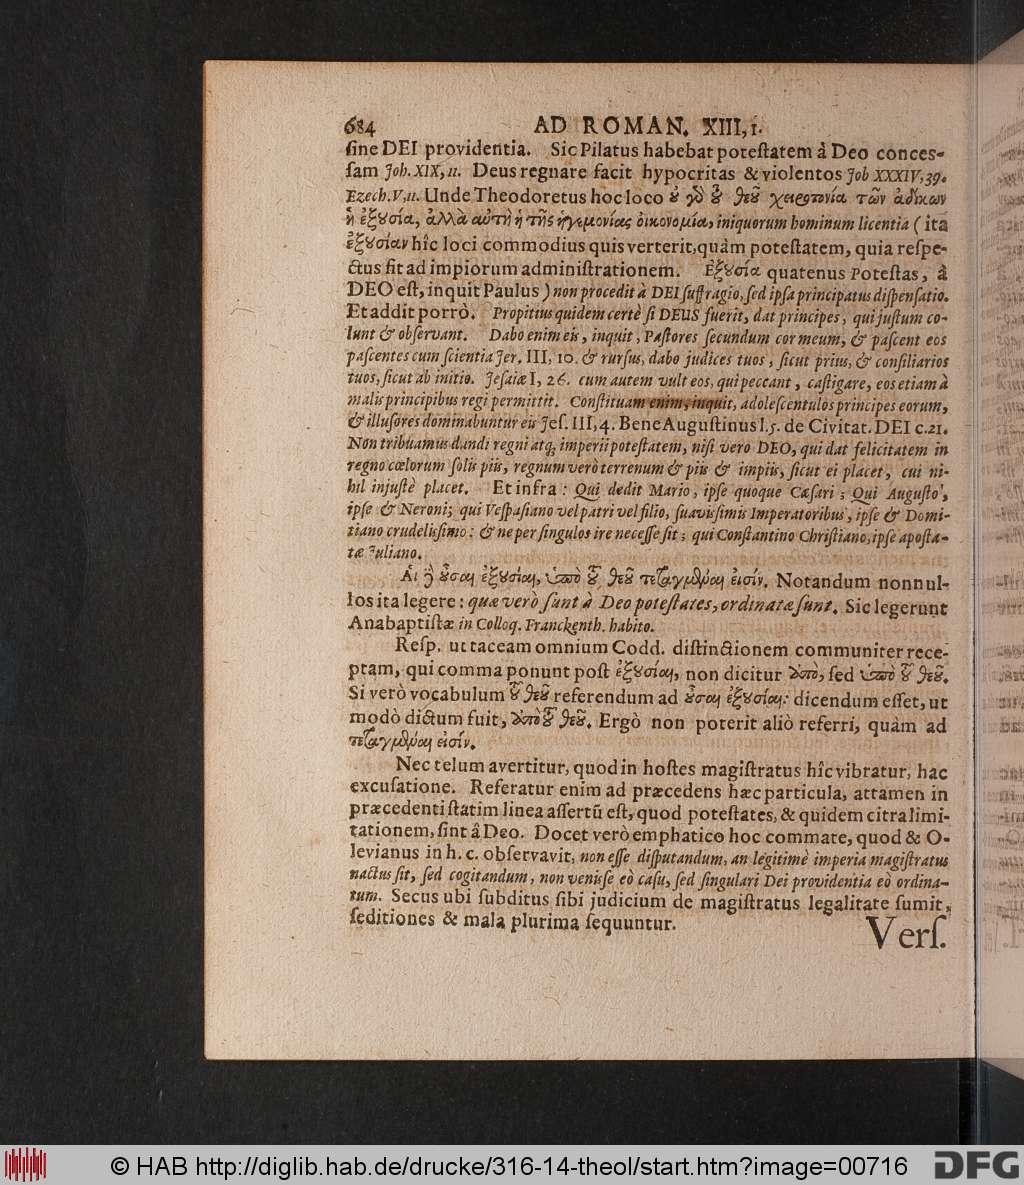 684 AD ROMAN. XIII, 1.
ſine DEI providentia. Sic Pilatus habebat poteſtatem â Deo conceſ-
ſam Joh. XIX, 11. Deus regnare facit hypocritas & violentos Job XXXIV, 39.
Ezech. V, 11. Unde Theodoretus hoc loco οὐ γὸ τοῦ θεοῦ χειροτονία τῶν ἀδίκων
ἡ ἐξουσία, ἀλλὰ αὐτὴ ἡ τῆς ἡγεμονίας ὀικονομία, iniquorum hominum licentia ( ita
ἐξουσίαν hîc loci commodius quis verterit, quàm poteſtatem, quia reſpe-
ctus fit ad impiorum adminiſtrationem. Ἐξουσία quatenus Poteſtas, â
DEO eſt, inquit Paulus ) non procedit à DEI ſuffragio, ſed ipſa principatus diſpenſatio.
Et addit porrò. Propitius quidem certè ſi DEUS fuerit, dat principes, qui juſtum co-
lunt & obſervant. Dabo enim eis, inquit, Paſtores ſecundum cor meum, & paſcent eos
paſcentes cum ſcientia Jer. III, 10. & rurſus, dabo judices tuos, ſicut prius, & conſiliarios
tuos, ſicut ab initio. Jeſaiæ I, 26. cum autem vult eos, qui peccant, caſtigare, eos etiam à
malis principibus regi permittit. Conſtituam enim, inquit, adoleſcentulos principes eorum,
& illuſores dominabuntur eis Jeſ. III, 4. Bene Auguſtinus l. 5. de Civitat. DEI c. 21.
Non tribuamus dandi regni atq; imperii poteſtatem, niſi vero DEO, qui dat felicitatem in
regno cœlorum ſolis piis, regnum verò terrenum & piis & impiis, ſicut ei placet, cui ni-
hil injuſtè placet. Et infra : Qui dedit Mario, ipſe quoque Cæſari ; Qui Auguſto,
ipſe & Neroni; qui Veſpaſiano vel patri vel filio, ſuaviſſimis Imperatoribus, ipſe & Domi-
tiano crudeliſſimo : & ne per ſingulos ire neceſſe ſit ; qui Conſtantino Chriſtiano, ipſe apoſta-
tæ Juliano.
Ἁι ἢ οὖσαι ἐξουσίαι, ὑπὸ τοῦ θεοῦ τεταγμέναι ἐισίν. Notandum nonnul-
los ita legere : quæ verò ſunt à Deo poteſtates, ordinatæ ſunt. Sic legerunt
Anabaptiſtæ in Colloq. Franckenth. habito.
Reſp. ut taceam omnium Codd. diſtinctionem communiter rece-
ptam, qui comma ponunt poſt ἐξουσίαι, non dicitur ἀπὸ, ſed ὑπὸ τοῦ θεοῦ.
Si verò vocabulum τοῦ θεοῦ referendum ad οὖσαι ἐξουσίαι: dicendum eſſet, ut
modò dictum fuit, ἀπὸ τοῦ θεοῦ. Ergò non poterit aliò referri, quàm ad
τεταγμέναι ἐισίν.
Nec telum avertitur, quod in hoſtes magiſtratus hîc vibratur, hac
excuſatione. Referatur enim ad præcedens hæc particula, attamen in
præcedenti ſtatim linea aſſertū eſt, quod poteſtates, & quidem citra limi-
tationem, ſint â Deo. Docet verò emphatico hoc commate, quod & O-
levianus in h. c. obſervavit, non eſſe diſputandum, an legitimè imperia magiſtratus
nactus ſit, ſed cogitandum, non veniſſe eò caſu, ſed ſingulari Dei providentia eò ordina-
tum. Secus ubi ſubditus ſibi judicium de magiſtratus legalitate ſumit,
ſeditiones & mala plurima ſequuntur.
Verſ.
© HAB http://diglib.hab.de/drucke/316-14-theol/start.htm?image=00716 DFG